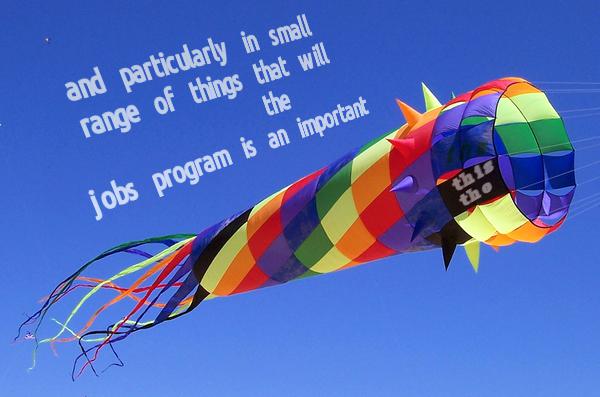 and particularly in small
range of things that will
the
jobs program is an important
this
the